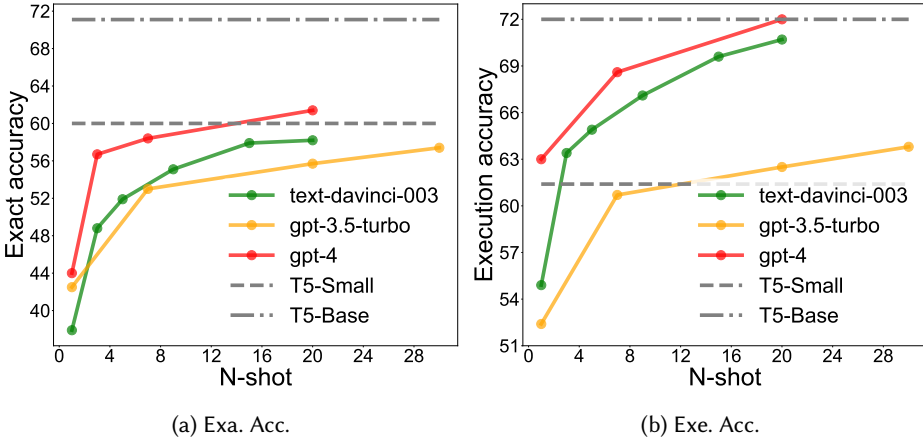 72
68
64
60
56
52
48
44
40
Exact accuracy
0 4 8 12 16 20 24 28
N-shot
text-davinci-003
gpt-3.5-turbo
gpt-4
T5-Small
T5-Base
(a) Exa. Acc.
72
69
66
63
60
57
54
51
Execution accuracy
0 4 8 12 16 20 24 28
N-shot
text-davinci-003
gpt-3.5-turbo
gpt-4
T5-Small
T5-Base
(b) Exe. Acc.